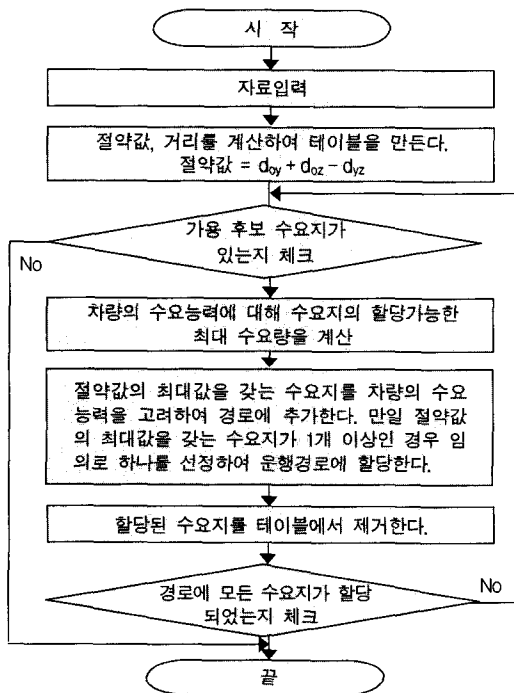 시 작
자료입력
절약값, 거리를 계산하여 테이블을 만든다.
절약값 = doy + doz − dyz
가용 후보 수요지가
있는지 체크
No
차량의 수요능력에 대해 수요지의 할당가능한
최대 수요량을 계산
절약값의 최대값을 갖는 수요지를 차량의 수요
능력을 고려하여 경로에 추가한다. 만일 절약값
의 최대값을 갖는 수요지가 1개 이상인 경우 임
의로 하나를 선정하여 운행경로에 할당한다.
할당된 수요지를 테이블에서 제거한다.
경로에 모든 수요지가 할당
되었는지 체크
No
끝